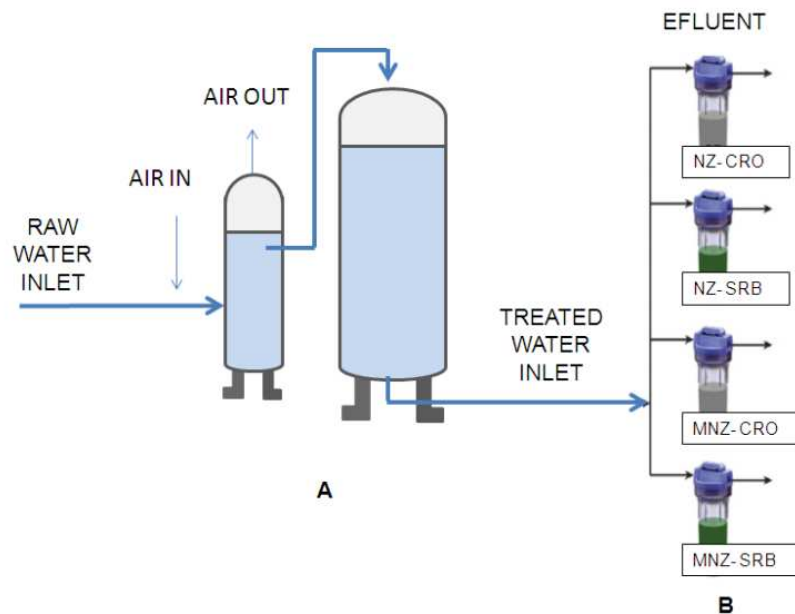 EFLUENT
AIR OUT
AIR IN
RAW
WATER
INLET
NZ-CRO
NZ-SRB
TREATED
WATER
INLET
MNZ-CRO
MNZ-SRB
A
B